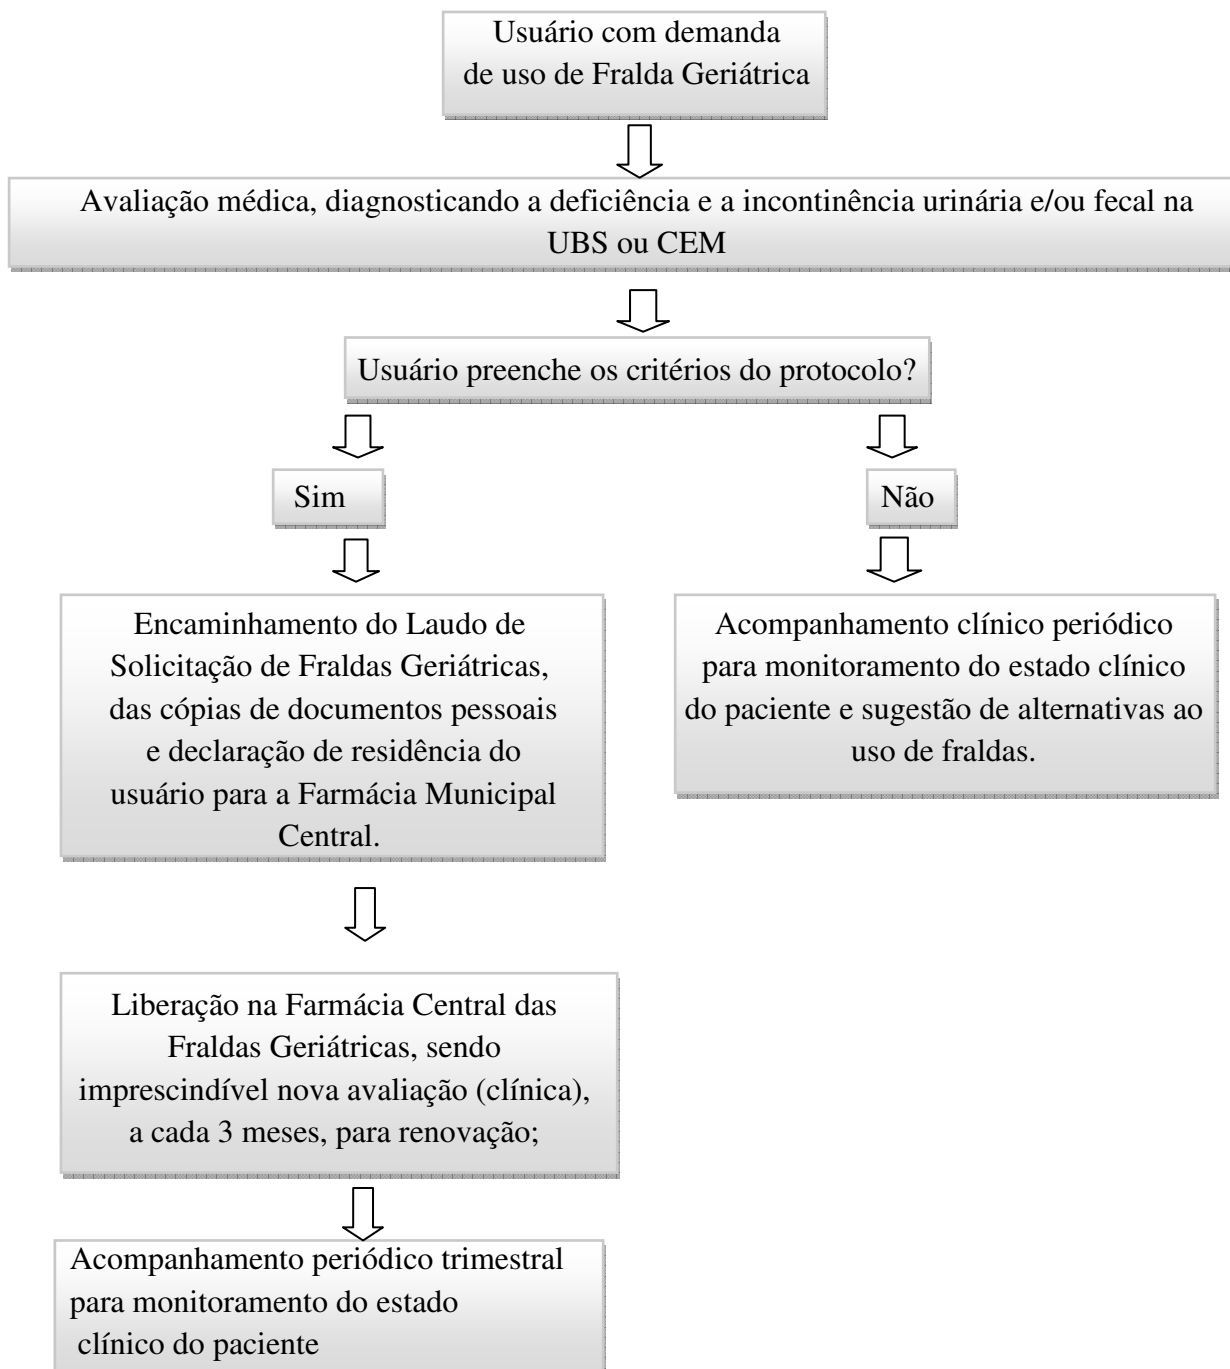 Usuário com demanda
de uso de Fralda Geriátrica
Avaliação médica, diagnosticando a deficiência e a incontinência urinária e/ou fecal na
UBS ou CEM
Usuário preenche os critérios do protocolo?
Sim
Não
Encaminhamento do Laudo de
Solicitação de Fraldas Geriátricas,
das cópias de documentos pessoais
e declaração de residência do
usuário para a Farmácia Municipal
Central.
Acompanhamento clínico periódico
para monitoramento do estado clínico
do paciente e sugestão de alternativas ao
uso de fraldas.
Liberação na Farmácia Central das
Fraldas Geriátricas, sendo
imprescindível nova avaliação (clínica),
a cada 3 meses, para renovação;
Acompanhamento periódico trimestral
para monitoramento do estado
clínico do paciente